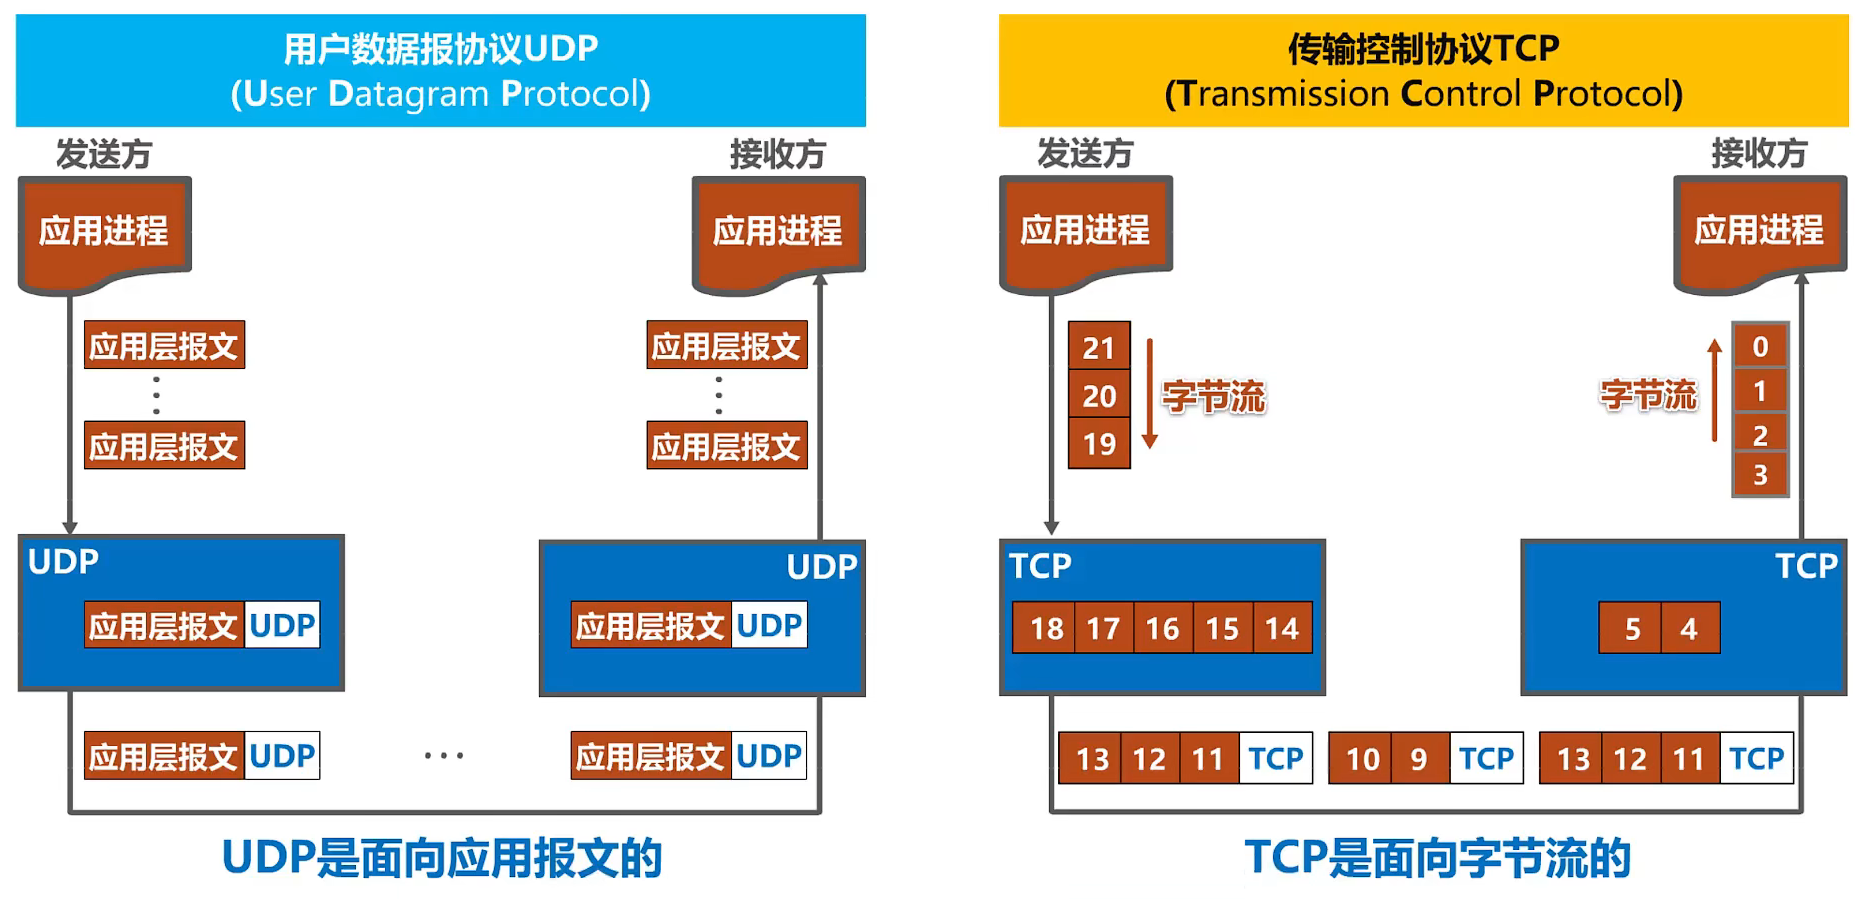 用户数据报协议UDP
(User Datagram Protocol)
发送方
接收方
应用进程
应用进程
应用层报文
应用层报文
应用层报文
应用层报文
UDP
UDP
应用层报文 UDP
应用层报文 UDP
应用层报文 UDP
...
应用层报文 UDP
UDP是面向应用报文的
传输控制协议TCP
(Transmission Control Protocol)
发送方
接收方
应用进程
应用进程
21
20
19
字节流
字节流
0
1
2
3
TCP
TCP
18 17 16 15 14
5 4
13 12 11 TCP
10 9 TCP
13 12 11 TCP
TCP是面向字节流的